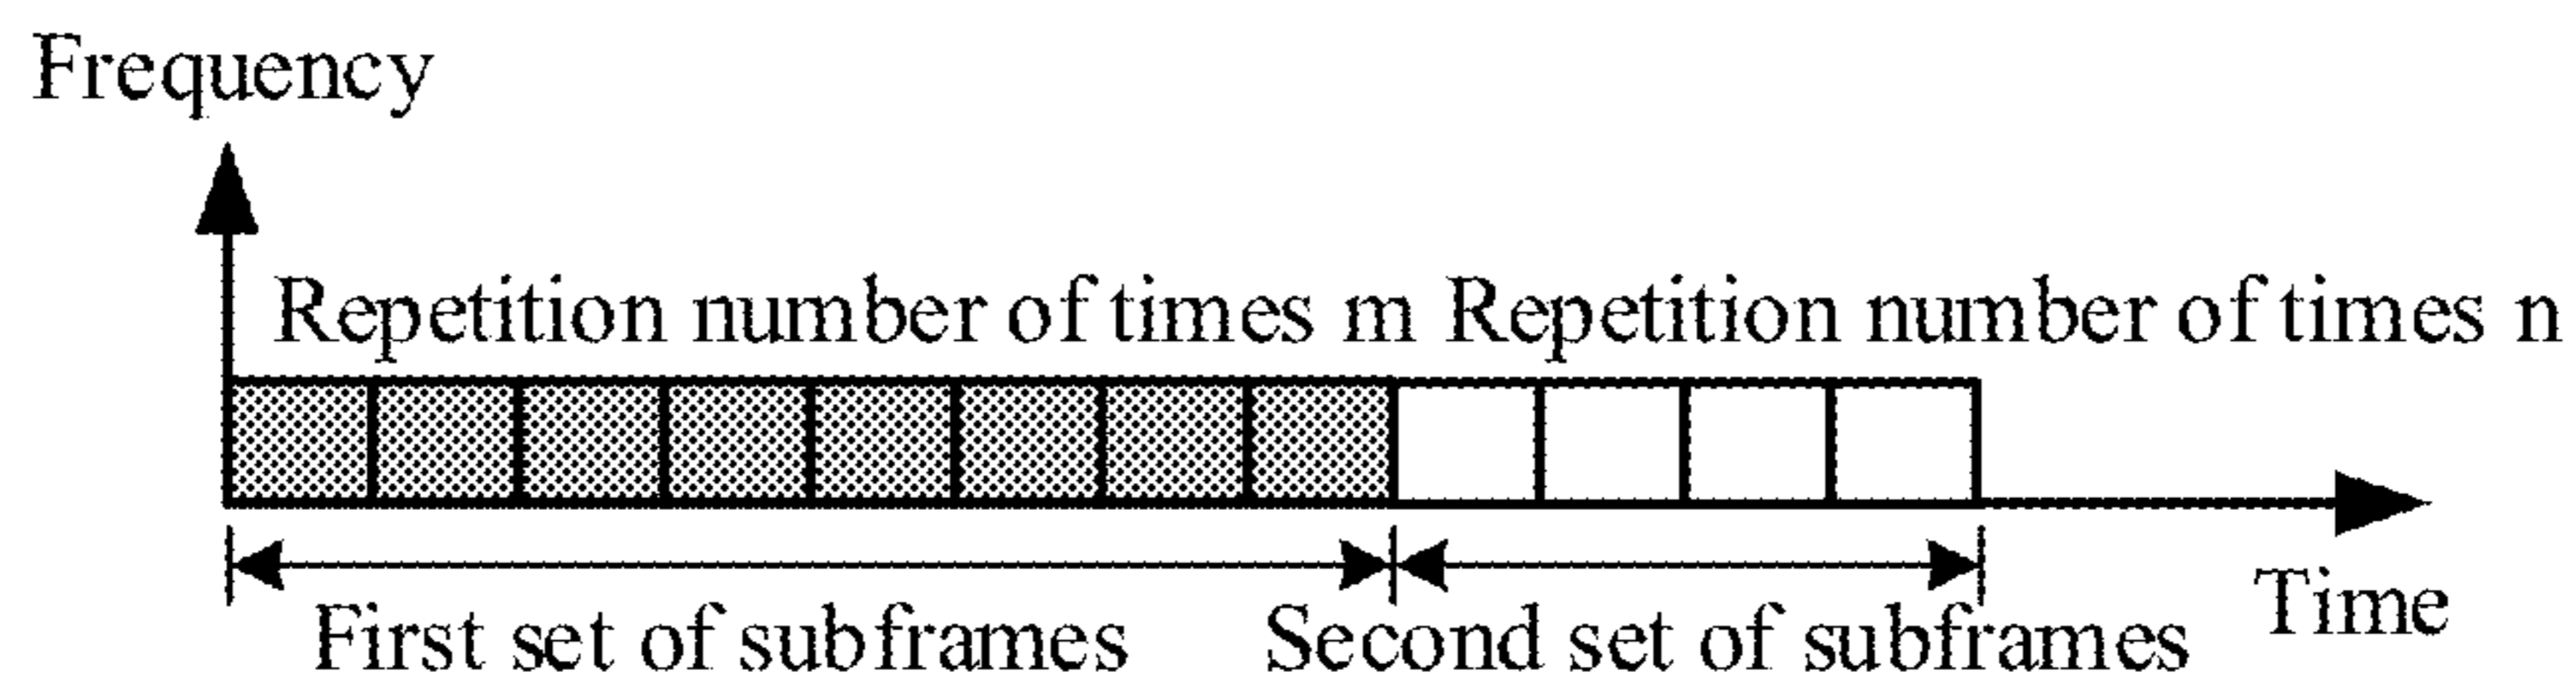 Frequency
Repetition number of times m Repetition number of times n
First set of subframes
Second set of subframes
Time